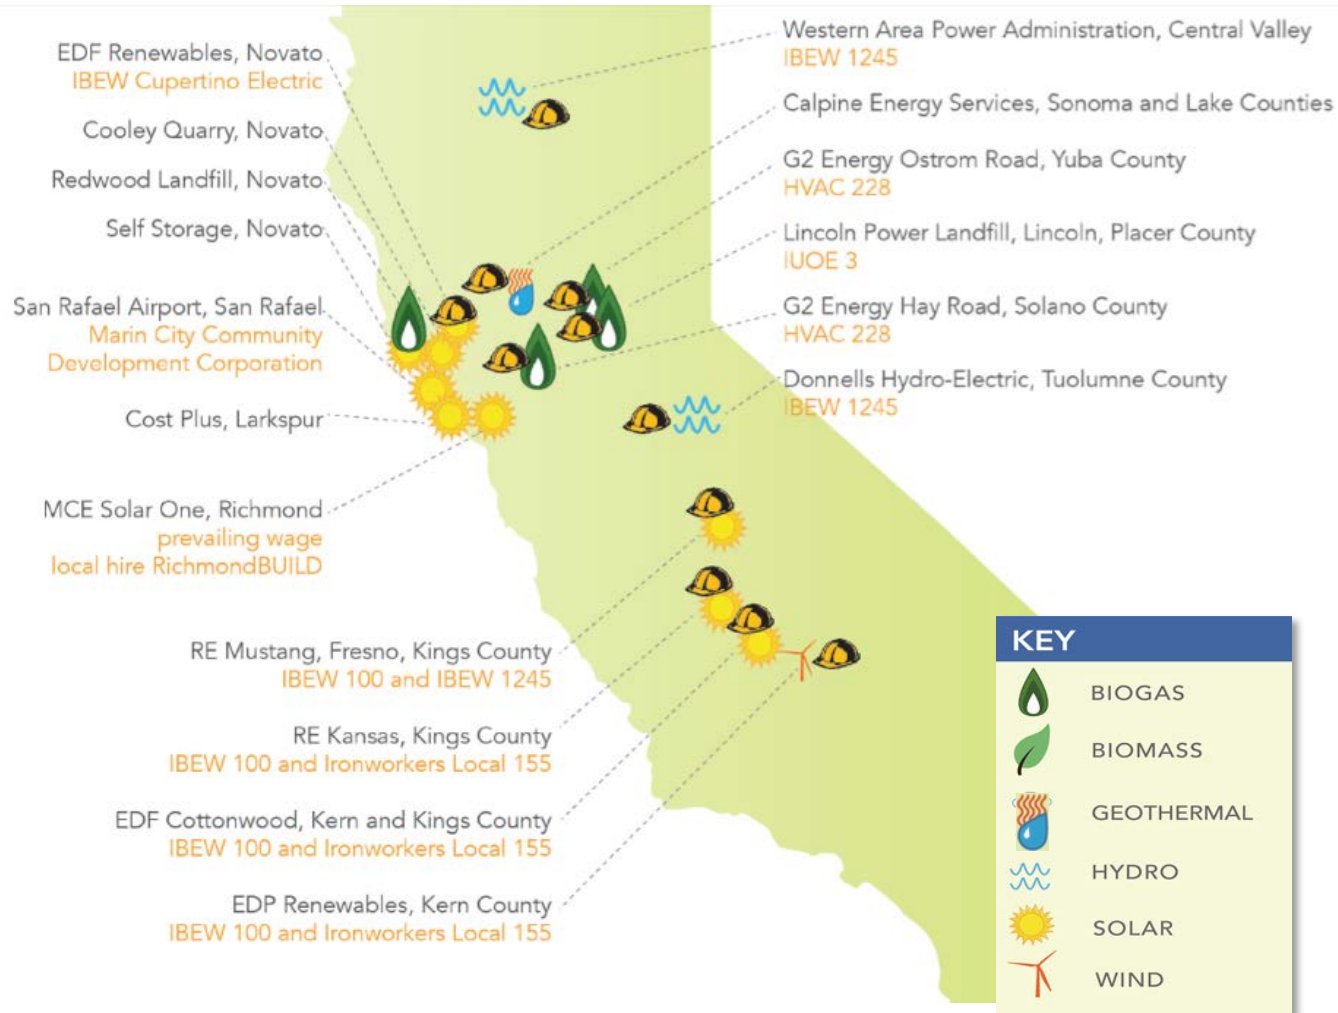 EDF Renewables, Novato
IBEW Cupertino Electric
Cooley Quarry, Novato
Redwood Landfill, Novato
Self Storage, Novato
San Rafael Airport, San Rafael
Marin City Community
Development Corporation
Cost Plus, Larkspur
MCE Solar One, Richmond
prevailing wage
local hire RichmondBUILD
RE Mustang, Fresno, Kings County
IBEW 100 and IBEW 1245
RE Kansas, Kings County
IBEW 100 and Ironworkers Local 155
EDF Cottonwood, Kern and Kings County
IBEW 100 and Ironworkers Local 155
EDP Renewables, Kern County
IBEW 100 and Ironworkers Local 155
Western Area Power Administration, Central Valley
IBEW 1245
Calpine Energy Services, Sonoma and Lake Counties
G2 Energy Ostrom Road, Yuba County
HVAC 228
Lincoln Power Landfill, Lincoln, Placer County
IUOE 3
G2 Energy Hay Road, Solano County
HVAC 228
Donnells Hydro-Electric, Tuolumne County
IBEW 1245
KEY
BIOGAS
BIOMASS
GEOTHERMAL
HYDRO
SOLAR
WIND